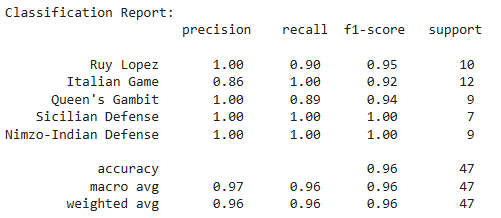 Classification Report:
precision recall f1-score support
Ruy Lopez 1.00 0.90 0.95 10
Italian Game 0.86 1.00 0.92 12
Queen's Gambit 1.00 0.89 0.94 9
Sicilian Defense 1.00 1.00 1.00 7
Nimzo-Indian Defense 1.00 1.00 1.00 9
accuracy 0.96 47
macro avg 0.97 0.96 0.96 47
weighted avg 0.96 0.96 0.96 47